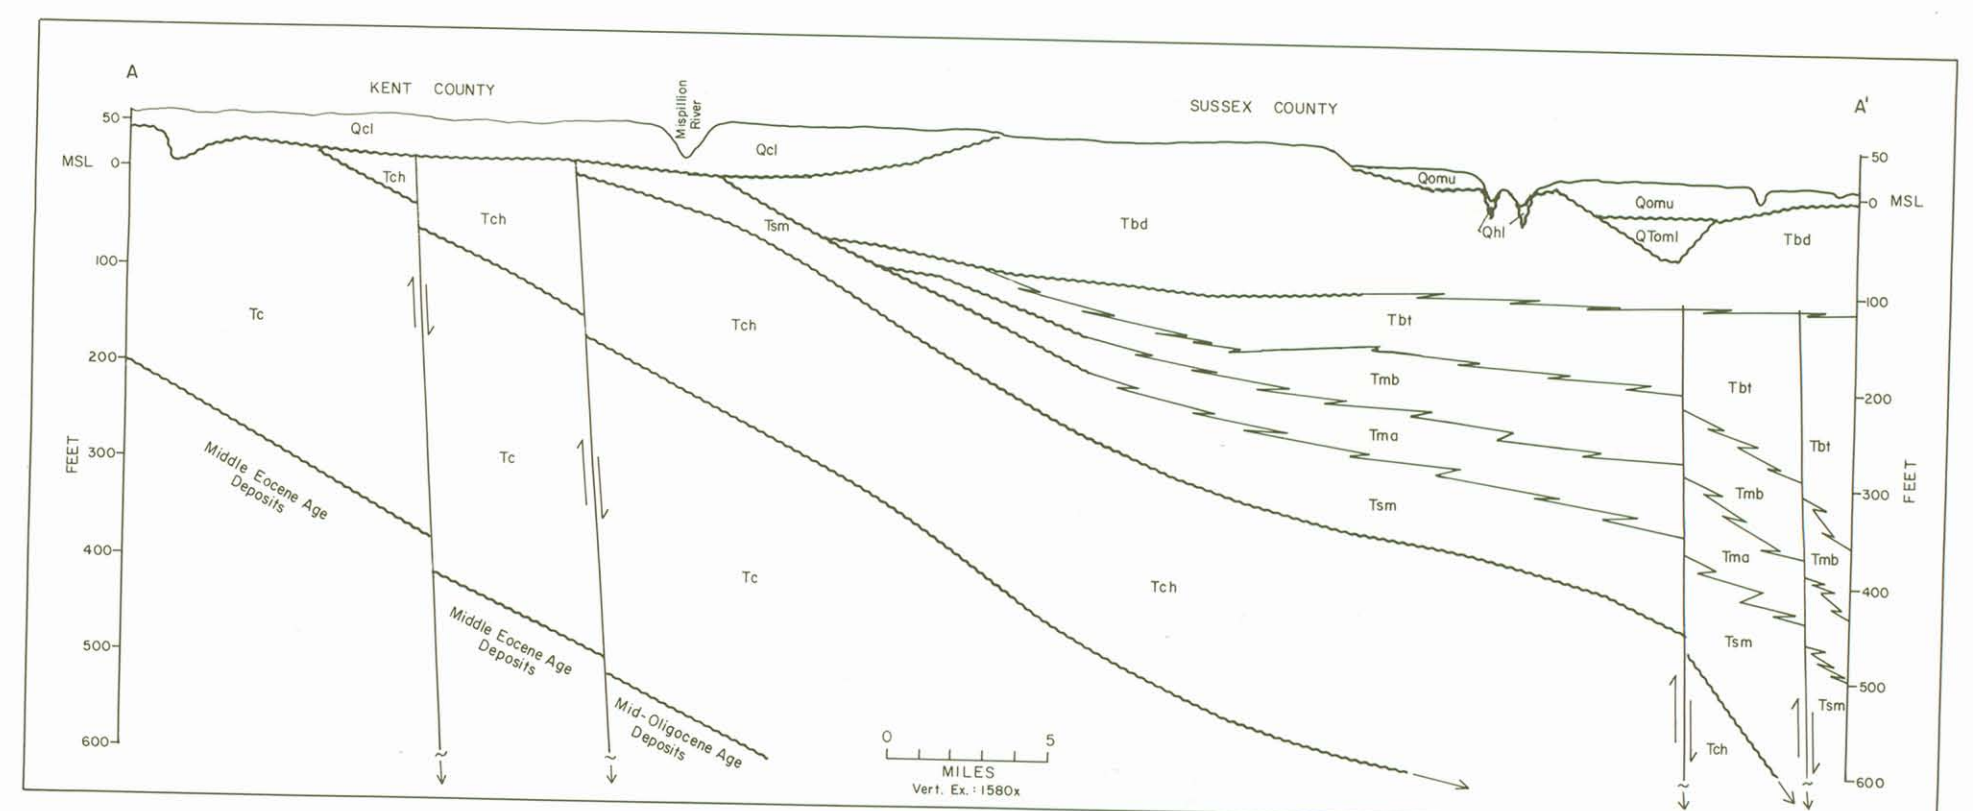 A
KENT COUNTY
Mispillion
River
SUSSEX COUNTY
A'
50
MSL 0
100
200
300
400
500
600
FEET
Qcl
Qcl
Tch
Tch
Tsm
Tbd
Qomu
Qhl
Qomu
QToml
Tbd
50
0 MSL
100
200
300
400
500
600
FEET
Tc
Tch
Tbt
Tmb
Tbt
Tma
Tbt
Tc
Tmb
Tsm
Tma
Tmb
Middle Eocene Age
Deposits
Tc
Tch
Tsm
Middle Eocene Age
Deposits
Tsm
Mid-Oligocene Age
Deposits
Tch
0 5
MILES
Vert. Ex.: 1580x